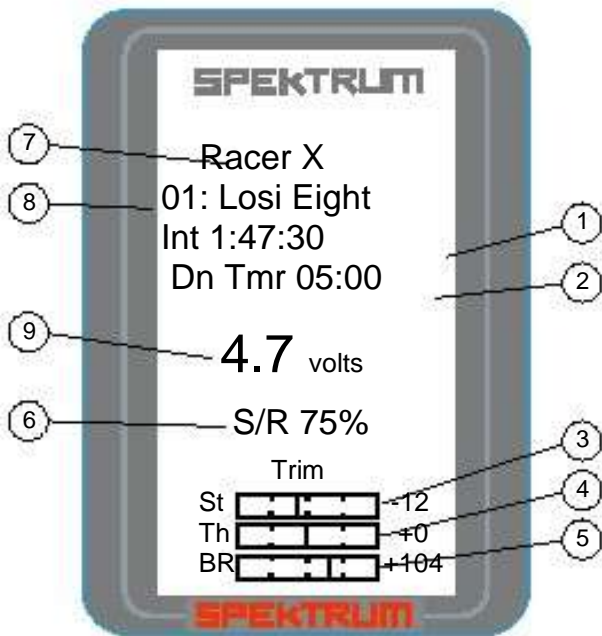 SPEKTRUM
7
Racer X
8
01: Losi Eight
1
Int 1:47:30
2
Dn Tmr 05:00
9
4.7 volts
6
S/R 75%
3
Trim
4
St -12
Th +0
5
BR +104
SPEKTRUM